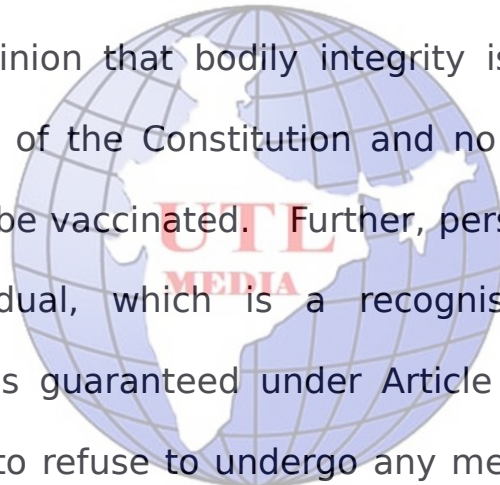 inion that bodily integrity is
of the Constitution and no
be vaccinated. Further, pers
UTL
MEDIA
dual, which is a recognis
s guaranteed under Article
to refuse to undergo any me